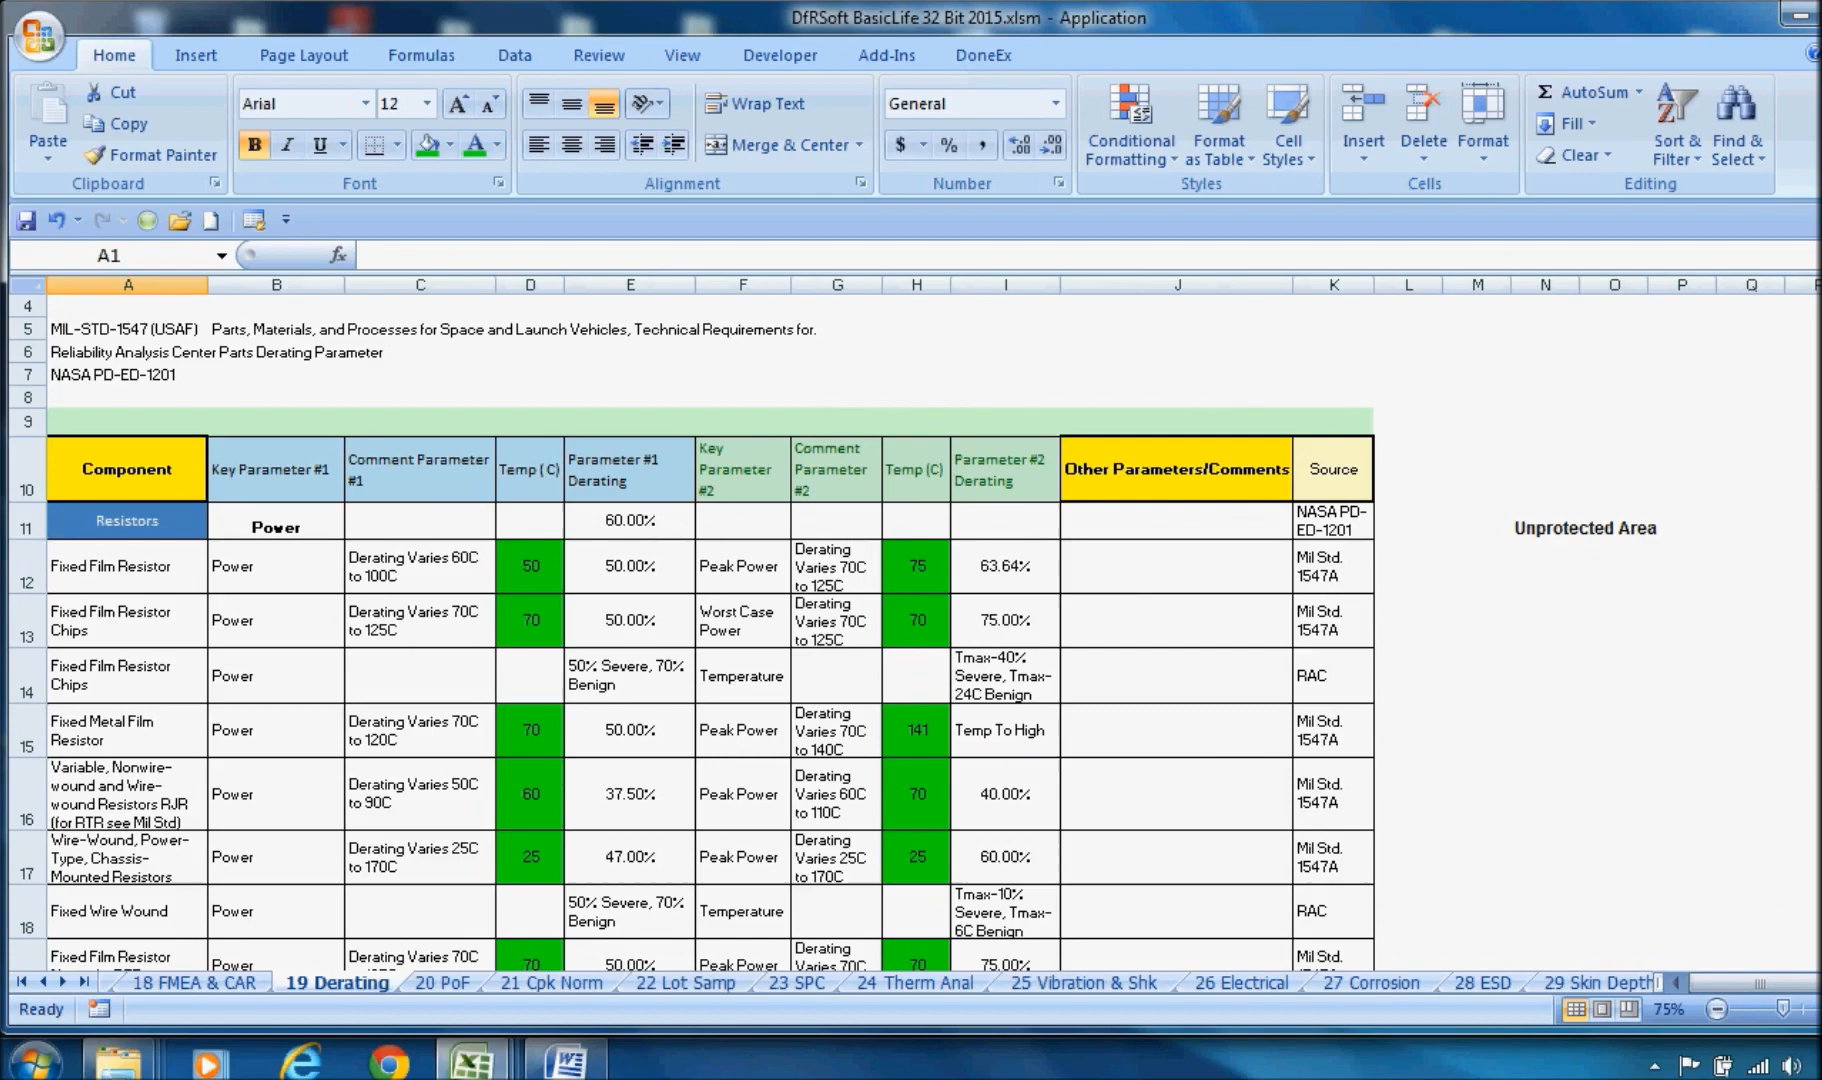 DfRSoft BasicLife 32 Bit 2015.xlsm - Application
Home Insert Page Layout Formulas Data Review View Developer Add-Ins DoneEx
Paste
Cut
Copy
Format Painter
Clipboard
Arial 12
B I U
Font
Wrap Text
Merge & Center
Alignment
General
$ % ,
Number
Conditional Formatting
Format as Table
Cell Styles
Styles
Insert Delete Format
Cells
Σ AutoSum
Fill
Clear
Sort & Filter
Find & Select
Editing
A1 fx
A B C D E F G H I J K L M N O P Q
4
5 MIL-STD-1547 (USAF) Parts, Materials, and Processes for Space and Launch Vehicles, Technical Requirements for.
6 Reliability Analysis Center Parts Derating Parameter
7 NASA PD-ED-1201
8
9
10 Component Key Parameter #1 Comment Parameter #1 Temp ( C) Parameter #1 Derating Key Parameter #2 Comment Parameter #2 Temp (C) Parameter #2 Derating Other Parameters/Comments Source
11 Resistors Power 60.00% NASA PD-ED-1201 Unprotected Area
12 Fixed Film Resistor Power Derating Varies 60C to 100C 50 50.00% Peak Power Derating Varies 70C to 125C 75 63.64% Mil Std. 1547A
13 Fixed Film Resistor Chips Power Derating Varies 70C to 125C 70 50.00% Worst Case Power Derating Varies 70C to 125C 70 75.00% Mil Std. 1547A
14 Fixed Film Resistor Chips Power 50% Severe, 70% Benign Temperature Tmax-40% Severe, Tmax-24C Benign RAC
15 Fixed Metal Film Resistor Power Derating Varies 70C to 120C 70 50.00% Peak Power Derating Varies 70C to 140C 141 Temp To High Mil Std. 1547A
16 Variable, Nonwire-wound and Wire-wound Resistors RJR (for RTR see Mil Std) Power Derating Varies 50C to 90C 60 37.50% Peak Power Derating Varies 60C to 110C 70 40.00% Mil Std. 1547A
17 Wire-Wound, Power-Type, Chassis-Mounted Resistors Power Derating Varies 25C to 170C 25 47.00% Peak Power Derating Varies 25C to 170C 25 60.00% Mil Std. 1547A
18 Fixed Wire Wound Power 50% Severe, 70% Benign Temperature Tmax-10% Severe, Tmax-6C Benign RAC
Fixed Film Resistor Power Derating Varies 70C 70 50.00% Peak Power Derating Varies 70C 70 75.00% Mil Std.
18 FMEA & CAR 19 Derating 20 PoF 21 Cpk Norm 22 Lot Samp 23 SPC 24 Therm Anal 25 Vibration & Shk 26 Electrical 27 Corrosion 28 ESD 29 Skin Depth
Ready 75%